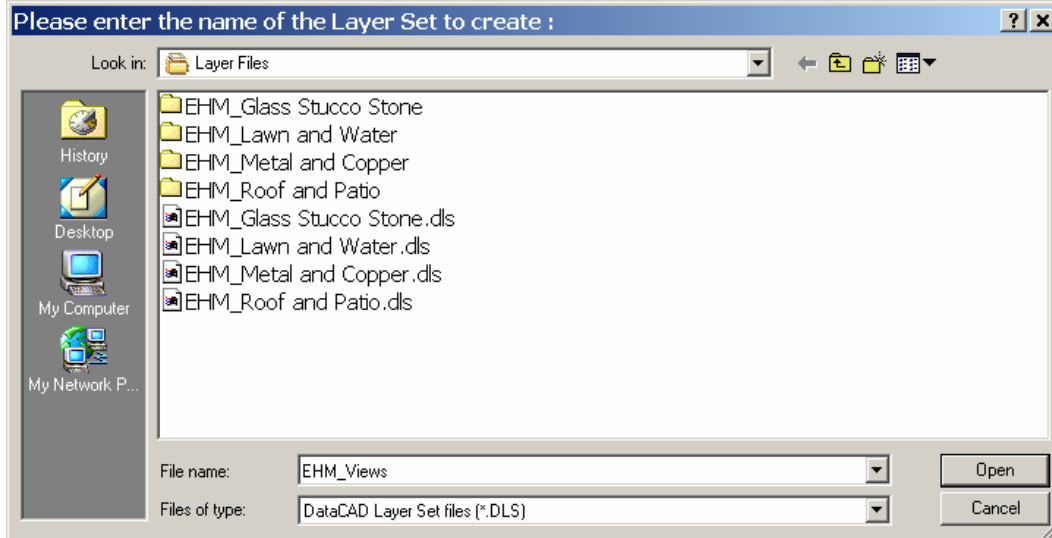 Please enter the name of the Layer Set to create :
Look in:
Layer Files
History
Desktop
My Computer
My Network P...
EHM_Glass Stucco Stone
EHM_Lawn and Water
EHM_Metal and Copper
EHM_Roof and Patio
EHM_Glass Stucco Stone.dls
EHM_Lawn and Water.dls
EHM_Metal and Copper.dls
EHM_Roof and Patio.dls
File name:
EHM_Views
Open
Files of type:
DataCAD Layer Set files (*.DLS)
Cancel